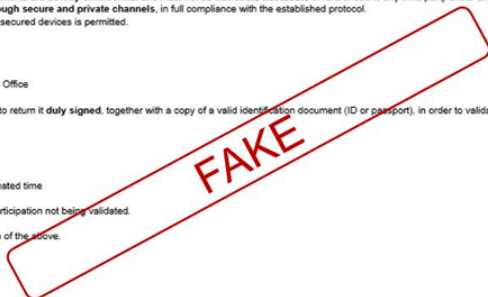 ough secure and private channels, in full compliance with the established protocol.
secured devices is permitted.
Office
to return it duly signed, together with a copy of a valid identification document (ID or passport), in order to valida
FAKE
nated time
rticipation not being validated.
of the above.